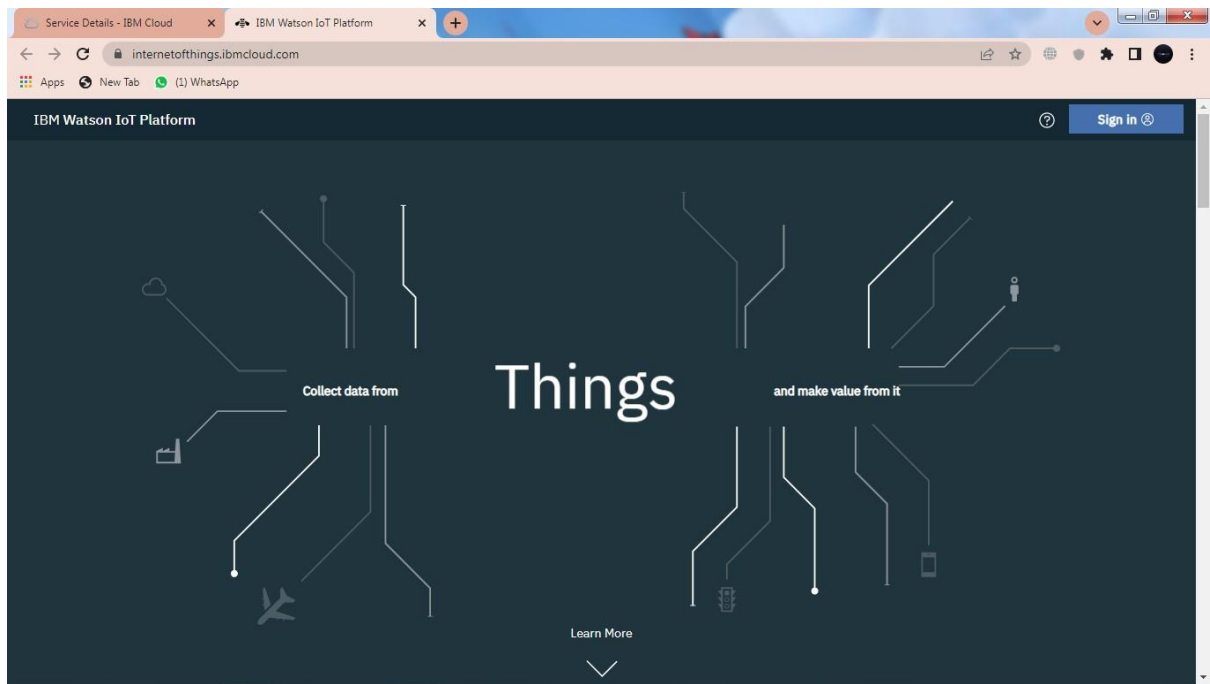 Service Details - IBM Cloud
IBM Watson IoT Platform
internetofthings.ibmcloud.com
Apps
New Tab
(1) WhatsApp
IBM Watson IoT Platform
Sign in
Collect data from
Things
and make value from it
Learn More